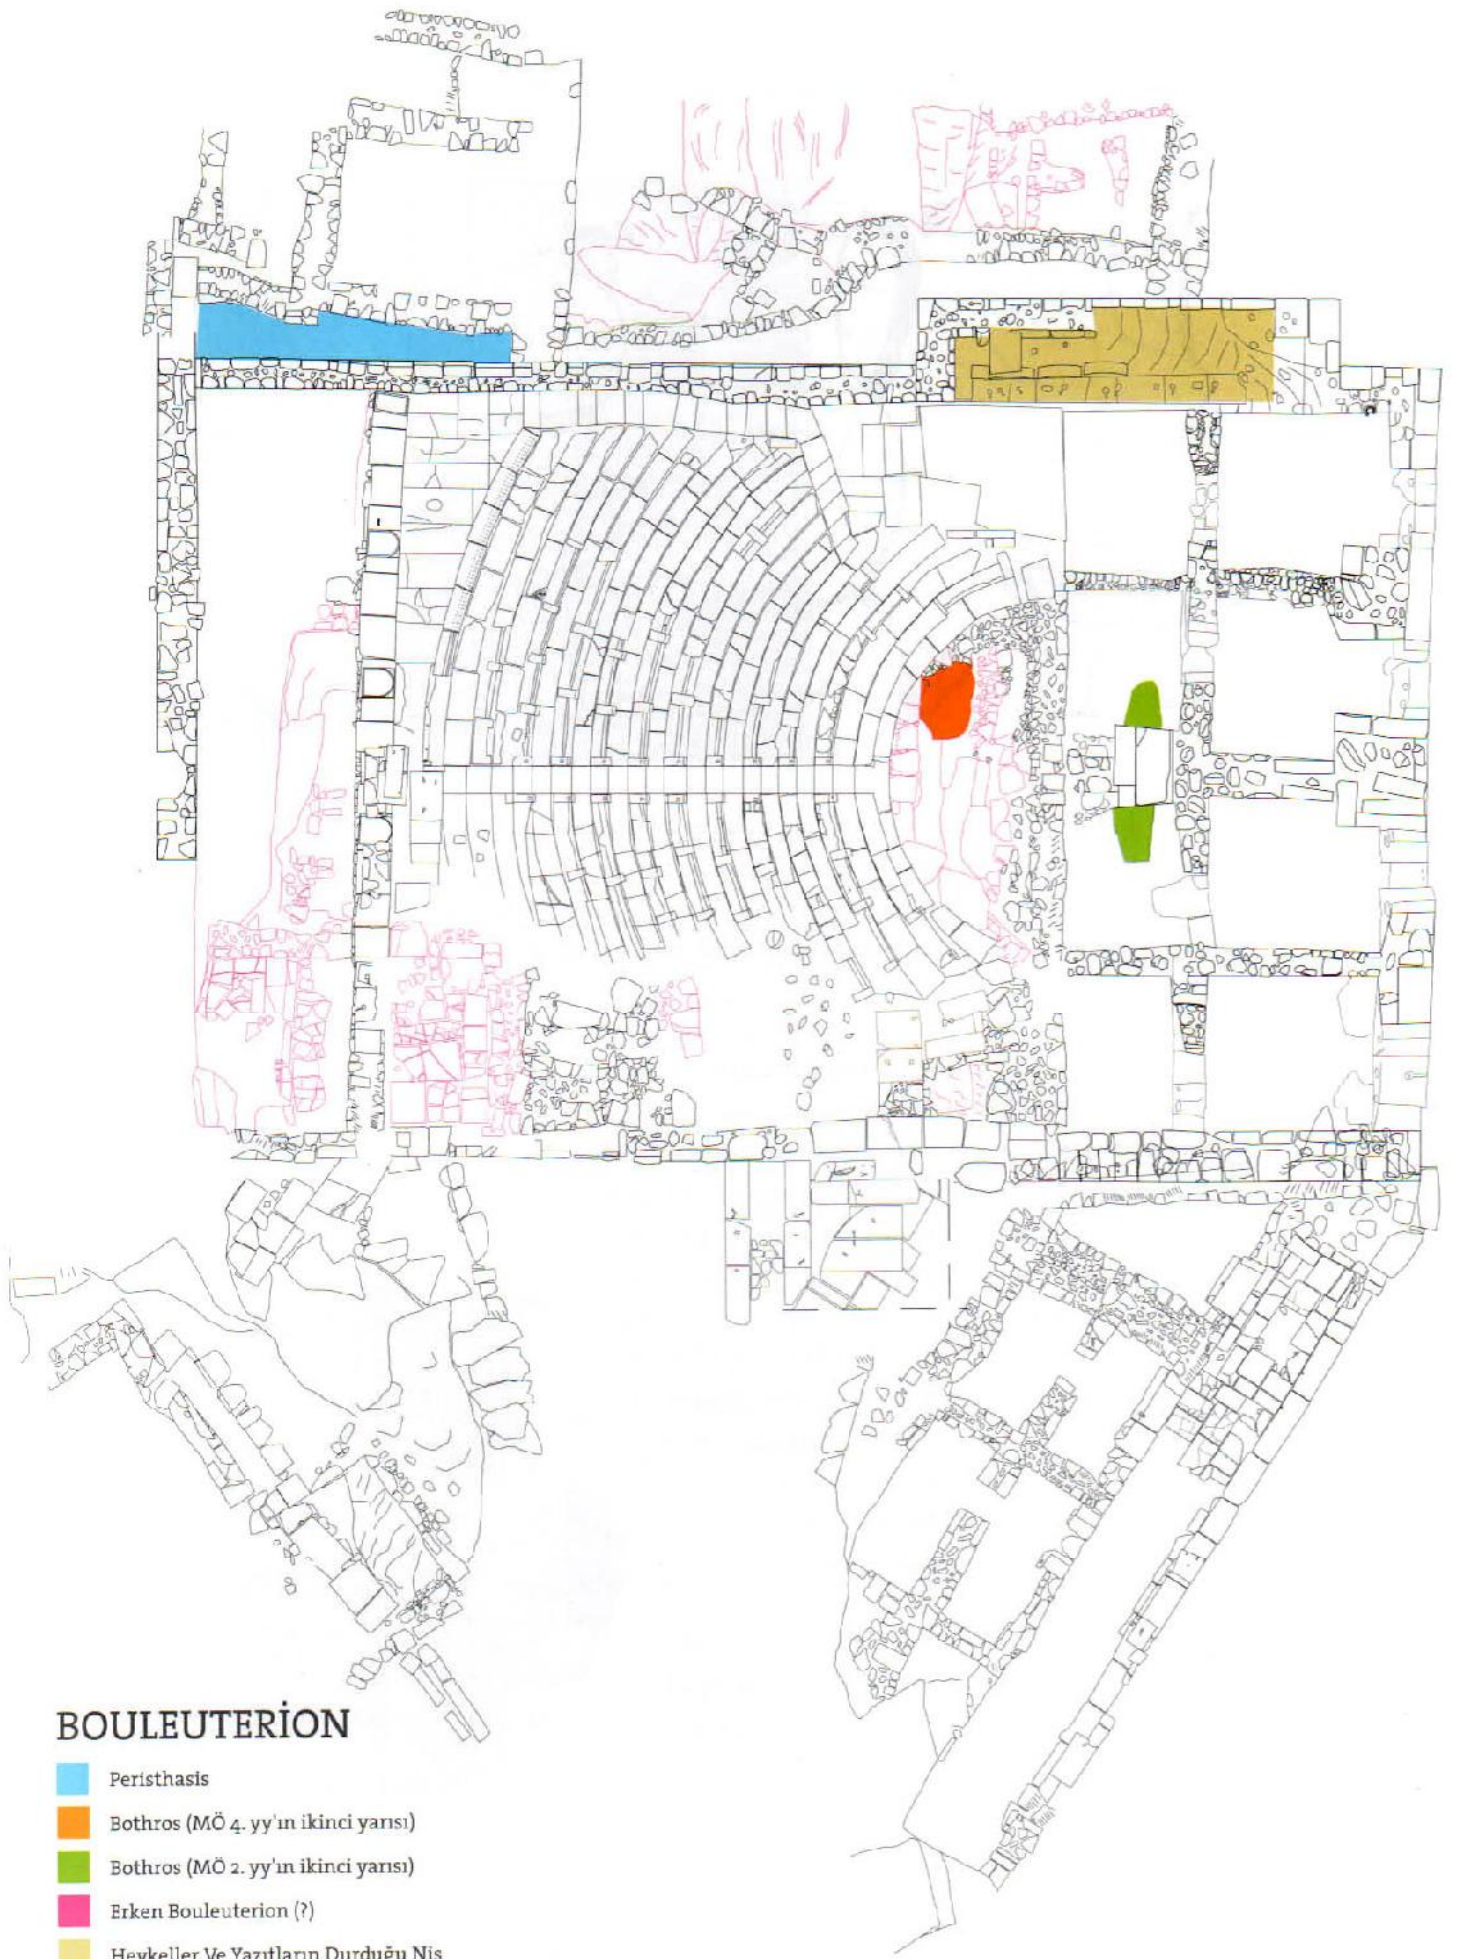 BOULEUTERİON
Peristhasis
Bothros (MÖ 4. yy'ın ikinci yarısı)
Bothros (MÖ 2. yy'ın ikinci yarısı)
Erken Bouleuterion (?)
Heykeller Ve Yazıtların Durduğu Niş